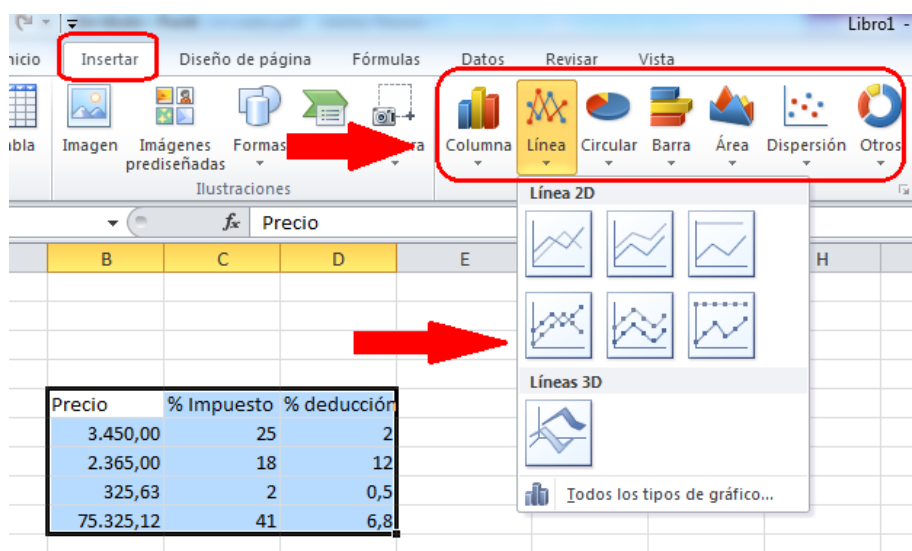 Libro1 -
nicio Insertar Diseño de página Fórmulas Datos Revisar Vista
bla Imagen Imágenes prediseñadas Formas ra Columna Línea Circular Barra Área Dispersión Otros
Ilustraciones
Línea 2D
fx Precio
B C D E H
Líneas 3D
Precio % Impuesto % deducción
3.450,00 25 2
2.365,00 18 12
325,63 2 0,5
75.325,12 41 6,8
Todos los tipos de gráfico...